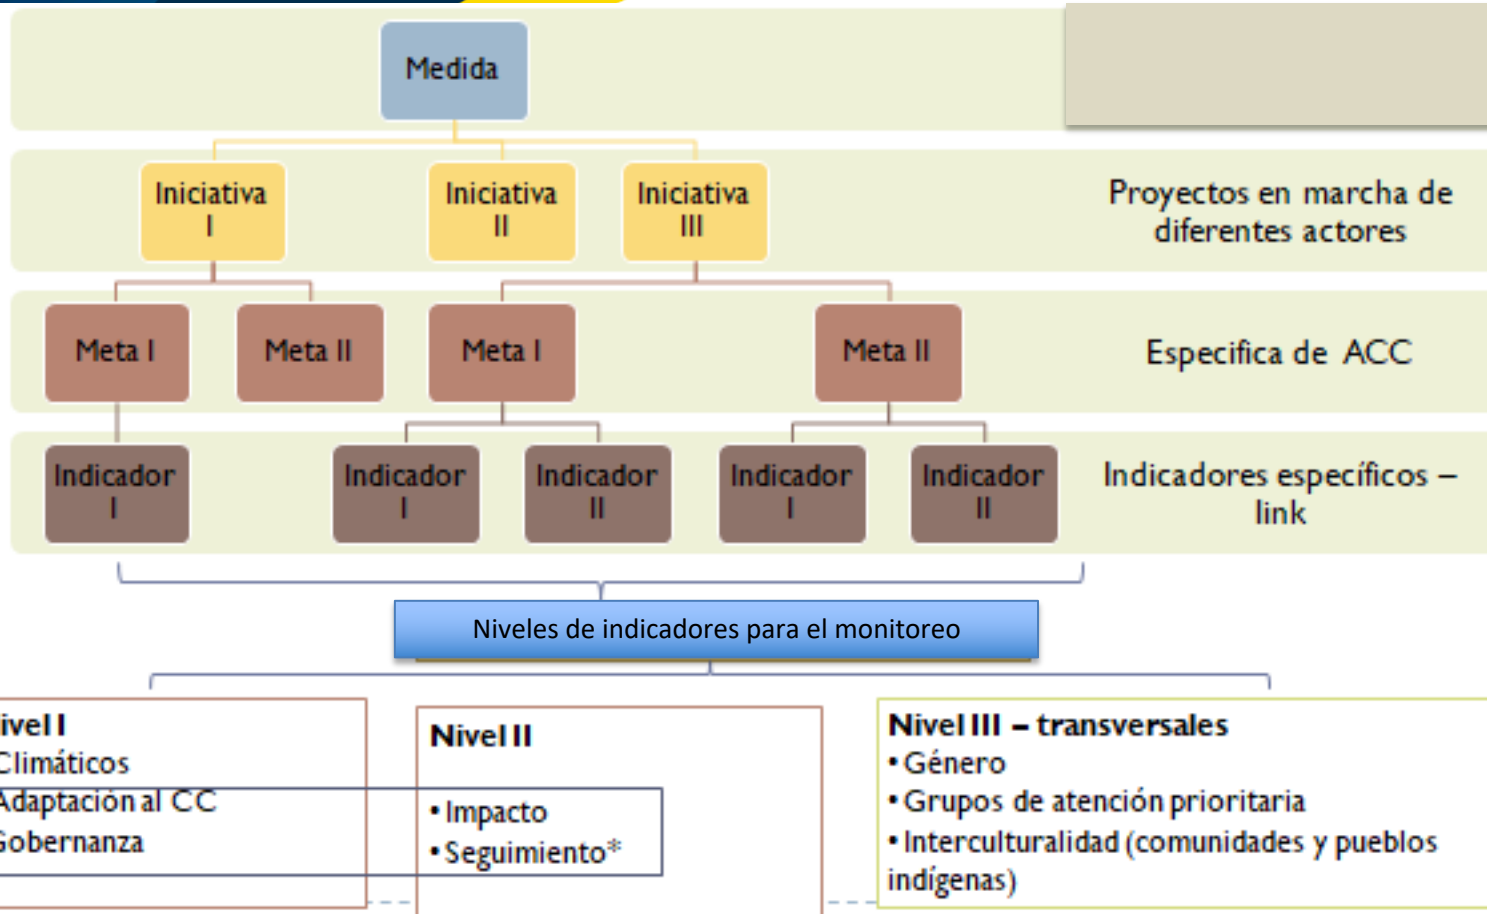 Medida
Iniciativa
I
Iniciativa
II
Iniciativa
III
Proyectos en marcha de
diferentes actores
Meta I
Meta II
Meta I
Meta II
Especifica de ACC
Indicador
I
Indicador
II
Indicador
I
Indicador
I
Indicador
II
Indicadores específicos –
link
Niveles de indicadores para el monitoreo
ivel I
Climáticos
Adaptación al CC
Gobernanza
Nivel II
• Impacto
• Seguimiento*
Nivel III – transversales
• Género
• Grupos de atención prioritaria
• Interculturalidad (comunidades y pueblos
indígenas)